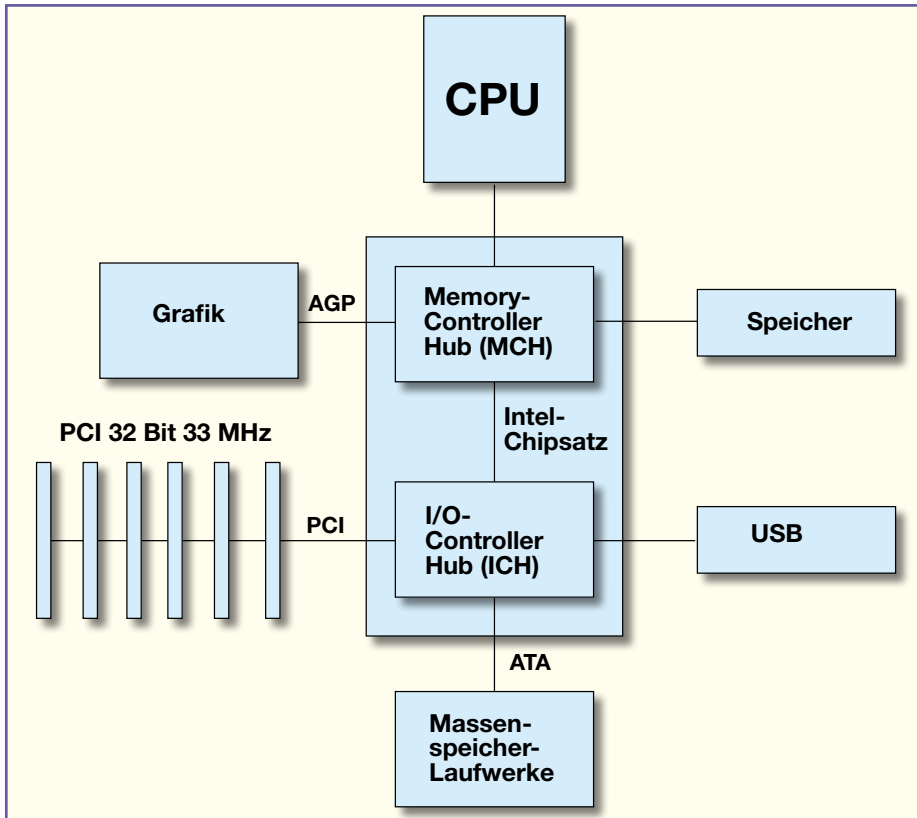 CPU
Grafik
AGP
Memory-
Controller
Hub (MCH)
Speicher
Intel-
Chipsatz
PCI 32 Bit 33 MHz
PCI
I/O-
Controller
Hub (ICH)
USB
ATA
Massen-
speicher-
Laufwerke